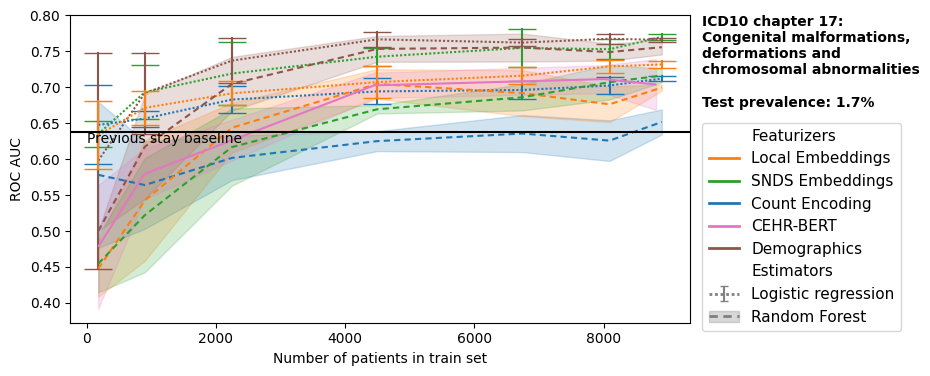 ROC AUC
0.80
0.75
0.70
0.65
0.60
0.55
0.50
0.45
0.40
Previous stay baseline
0
2000
4000
6000
8000
Number of patients in train set
ICD10 chapter 17:
Congenital malformations,
deformations and
chromosomal abnormalities
Test prevalence: 1.7%
Featurizers
Local Embeddings
SNDS Embeddings
Count Encoding
CEHR-BERT
Demographics
Estimators
Logistic regression
Random Forest